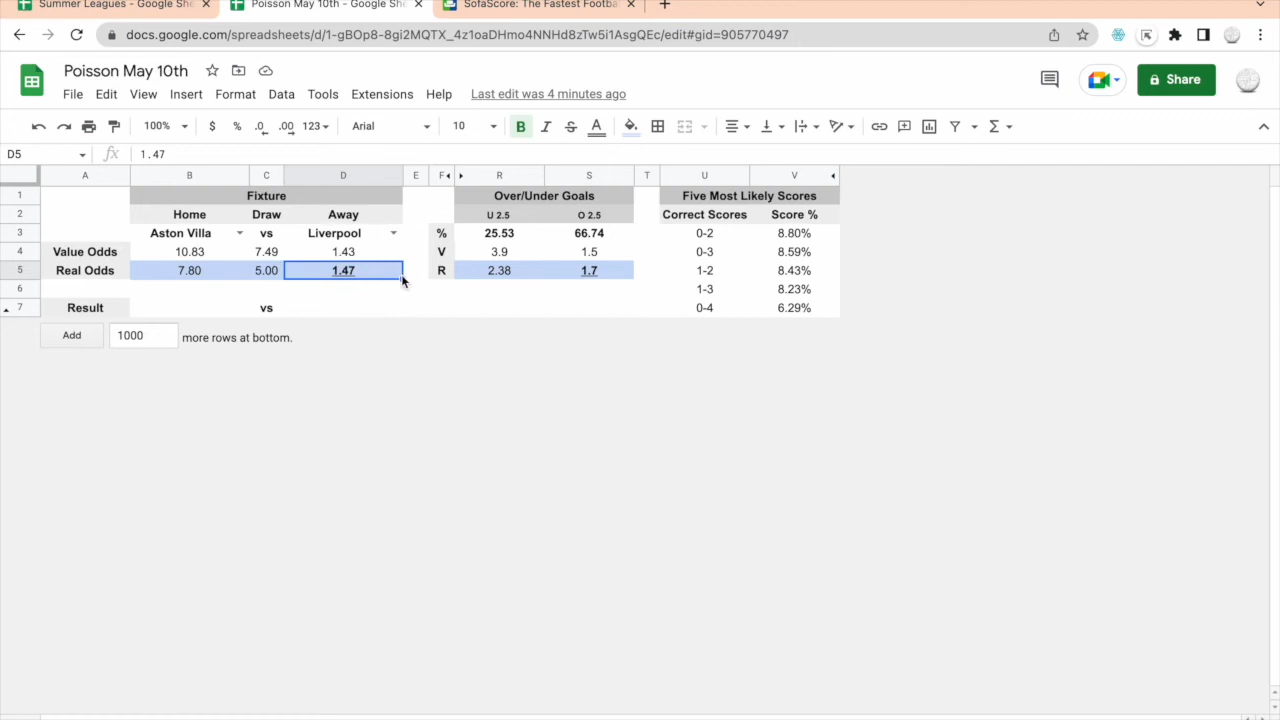 Summer Leagues - Google She
Poisson May 10th - Google She
SofaScore: The Fastest Footba
docs.google.com/spreadsheets/d/1-gBOp8-8gi2MQTX_4z1oaDHmo4NNHd8zTw5i1AsgQEc/edit#gid=905770497
Poisson May 10th
Share
File Edit View Insert Format Data Tools Extens Help Last edit was 4 minutes ago
100% $ % .0 .00 123 Arial 10 B I S A Σ
D5 fx 1.47
A B C D E F R S T U V
1 Fixture Over/Under Goals Five Most Likely Scores
2 Home Draw Away U 2.5 O 2.5 Correct Scores Score %
3 Aston Villa vs Liverpool % 25.53 66.74 0-2 8.80%
4 Value Odds 10.83 7.49 1.43 V 3.9 1.5 0-3 8.59%
5 Real Odds 7.80 5.00 1.47 R 2.38 1.7 1-2 8.43%
6 1-3 8.23%
7 Result vs 0-4 6.29%
Add 1000 more rows at bottom.